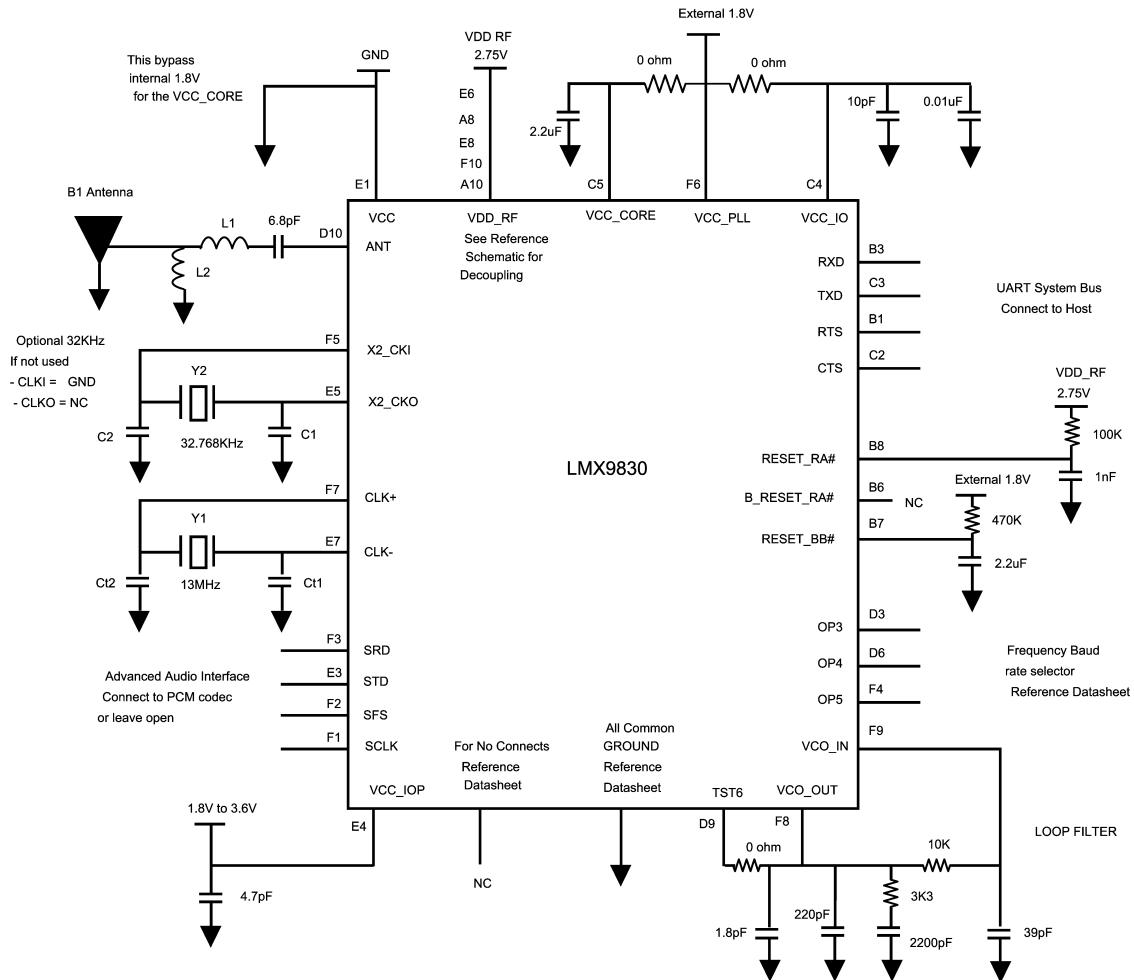 External 1.8V
VDD RF
2.75V
GND
This bypass
internal 1.8V
for the VCC_CORE
0 ohm
0 ohm
E6
A8
E8
F10
A10
2.2uF
10pF
0.01uF
E1
C5
F6
C4
B1 Antenna
L1
6.8pF
D10
L2
VCC
VDD_RF
VCC_CORE
VCC_PLL
VCC_IO
ANT
See Reference
Schematic for
Decoupling
B3
RXD
C3
TXD
B1
RTS
C2
CTS
UART System Bus
Connect to Host
Optional 32KHz
If not used
- CLKI = GND
- CLKO = NC
F5
X2_CKI
Y2
E5
X2_CKO
C2
32.768KHz
C1
VDD_RF
2.75V
100K
B8
RESET_RA#
1nF
LMX9830
F7
CLK+
B6
B_RESET_RA#
NC
External 1.8V
470K
B7
RESET_BB#
2.2uF
Y1
E7
CLK-
Ct2
13MHz
Ct1
D3
OP3
D6
OP4
F4
OP5
Frequency Baud
rate selector
Reference Datasheet
F3
SRD
E3
STD
F2
SFS
F1
SCLK
Advanced Audio Interface
Connect to PCM codec
or leave open
F9
VCO_IN
For No Connects
Reference
Datasheet
All Common
GROUND
Reference
Datasheet
VCC_IOP
TST6
VCO_OUT
1.8V to 3.6V
E4
D9
F8
LOOP FILTER
0 ohm
10K
NC
4.7pF
3K3
1.8pF
220pF
2200pF
39pF